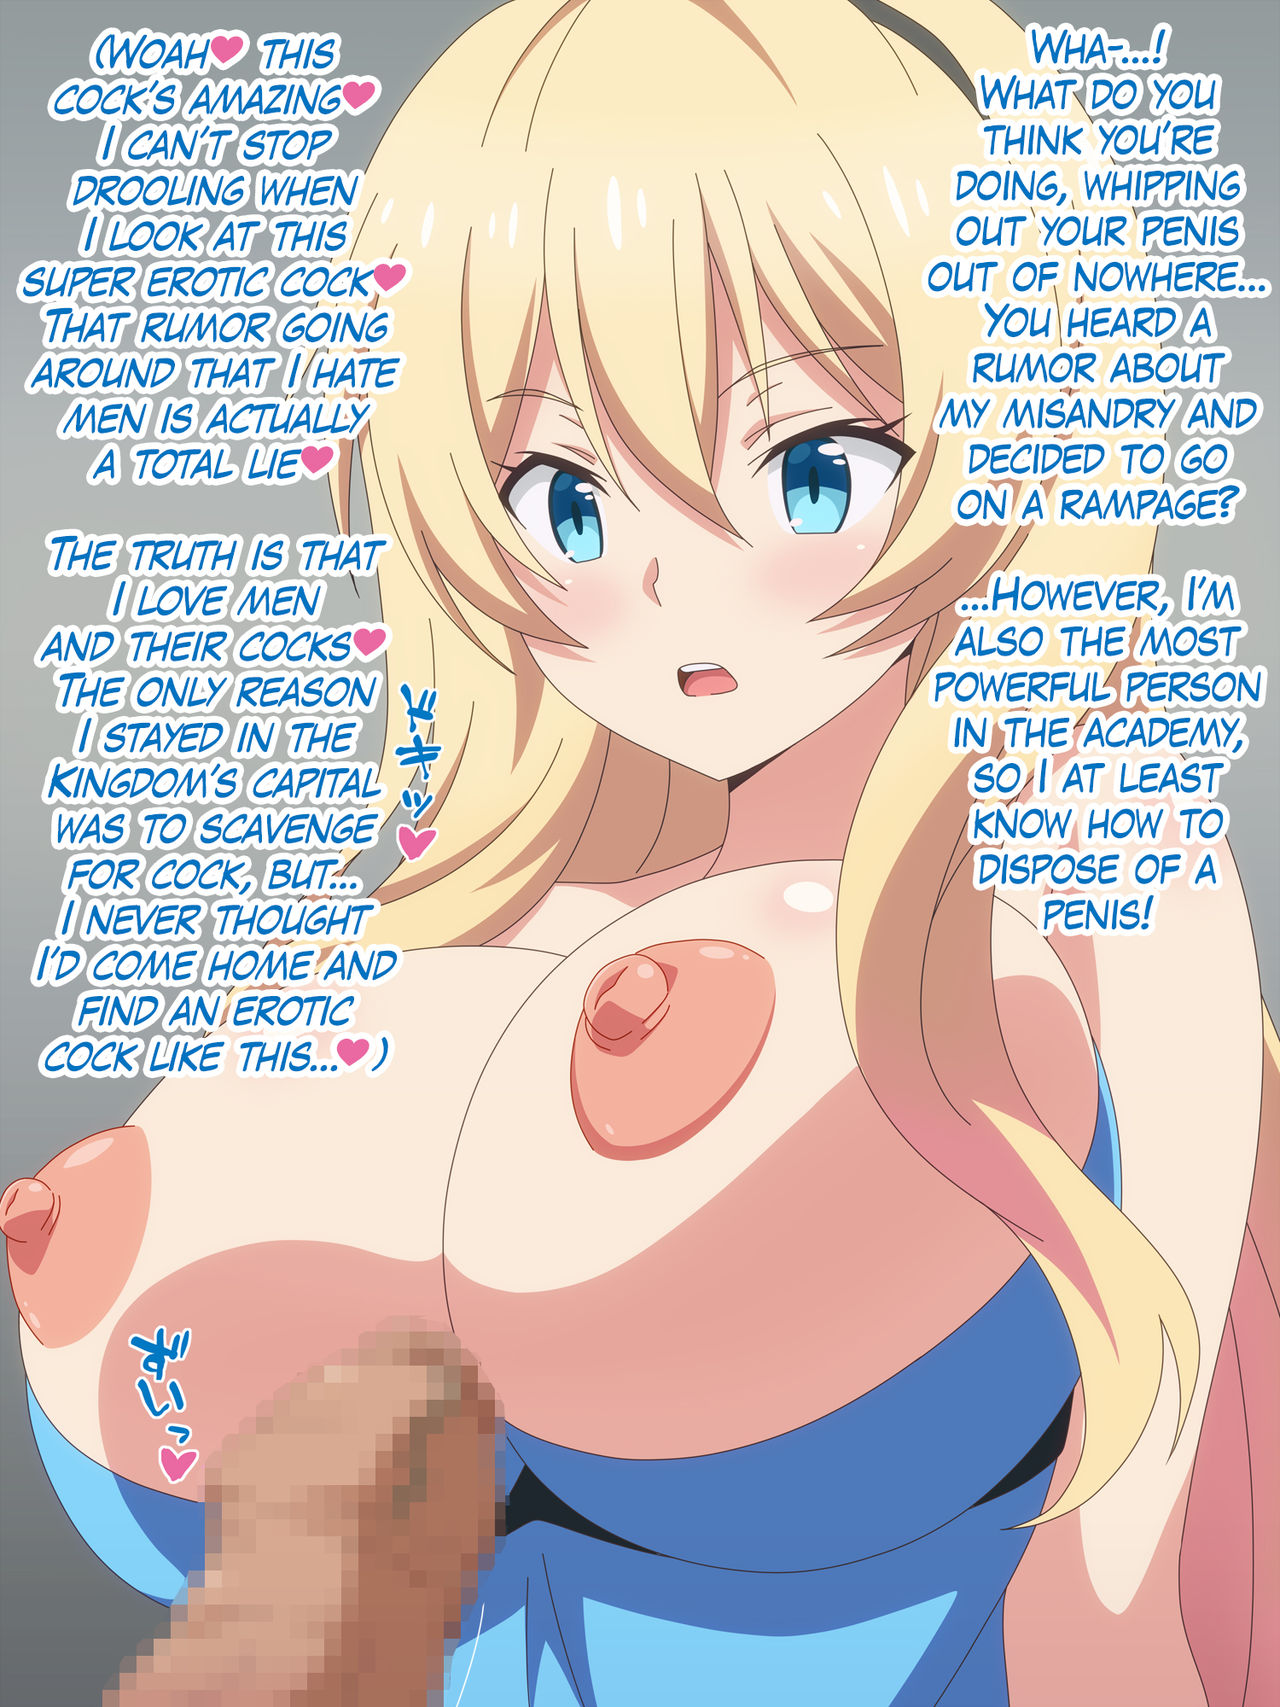 WHA-...!
WHAT DO YOU
THINK YOU'RE
DOING, WHIPPING
OUT YOUR PENIS
OUT OF NOWHERE...
YOU HEARD A
RUMOR ABOUT
MY MISANDRY AND
DECIDED TO GO
ON A RAMPAGE?
...HOWEVER, I'M
ALSO THE MOST
POWERFUL PERSON
IN THE ACADEMY,
SO I AT LEAST
KNOW HOW TO
DISPOSE OF A
PENIS!
(WOAH♥ THIS
COCK'S AMAZING♥
I CAN'T STOP
DROOLING WHEN
I LOOK AT THIS
SUPER EROTIC COCK♥
THAT RUMOR GOING
AROUND THAT I HATE
MEN IS ACTUALLY
A TOTAL LIE♥
THE TRUTH IS THAT
I LOVE MEN
AND THEIR COCKS♥
THE ONLY REASON
I STAYED IN THE
KINGDOM'S CAPITAL
WAS TO SCAVENGE
FOR COCK, BUT...
I NEVER THOUGHT
I'D COME HOME AND
FIND AN EROTIC
COCK LIKE THIS...♥)
ドキッ♥
ずいっ♥